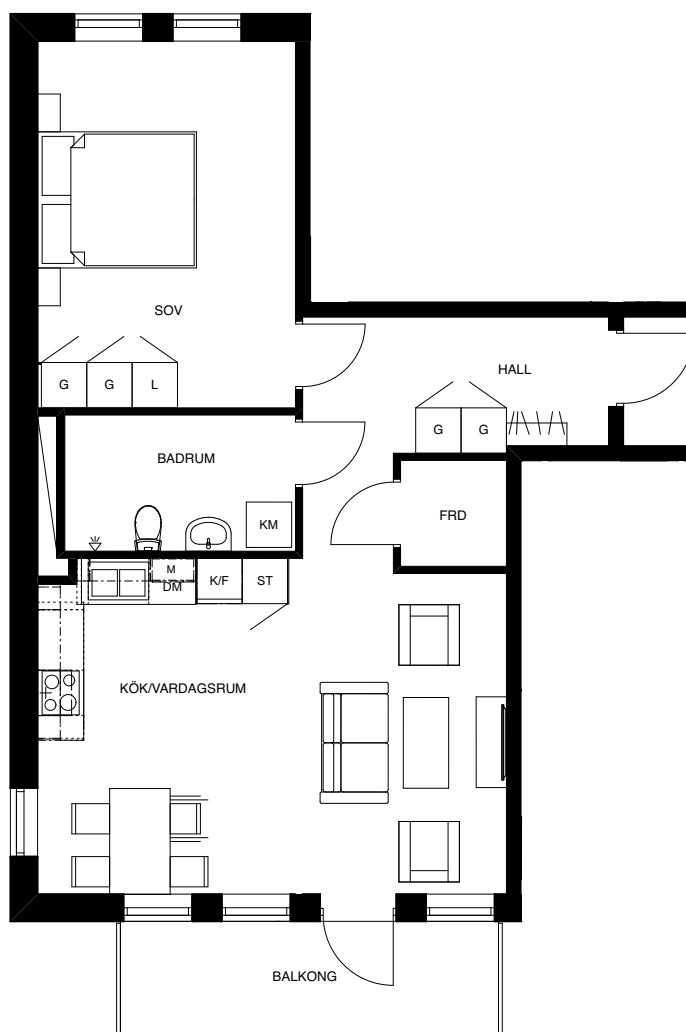 SOV
HALL
G G L
G G
BADRUM
FRD
KM
M
DM K/F ST
KÖK/VARDAGSRUM
BALKONG